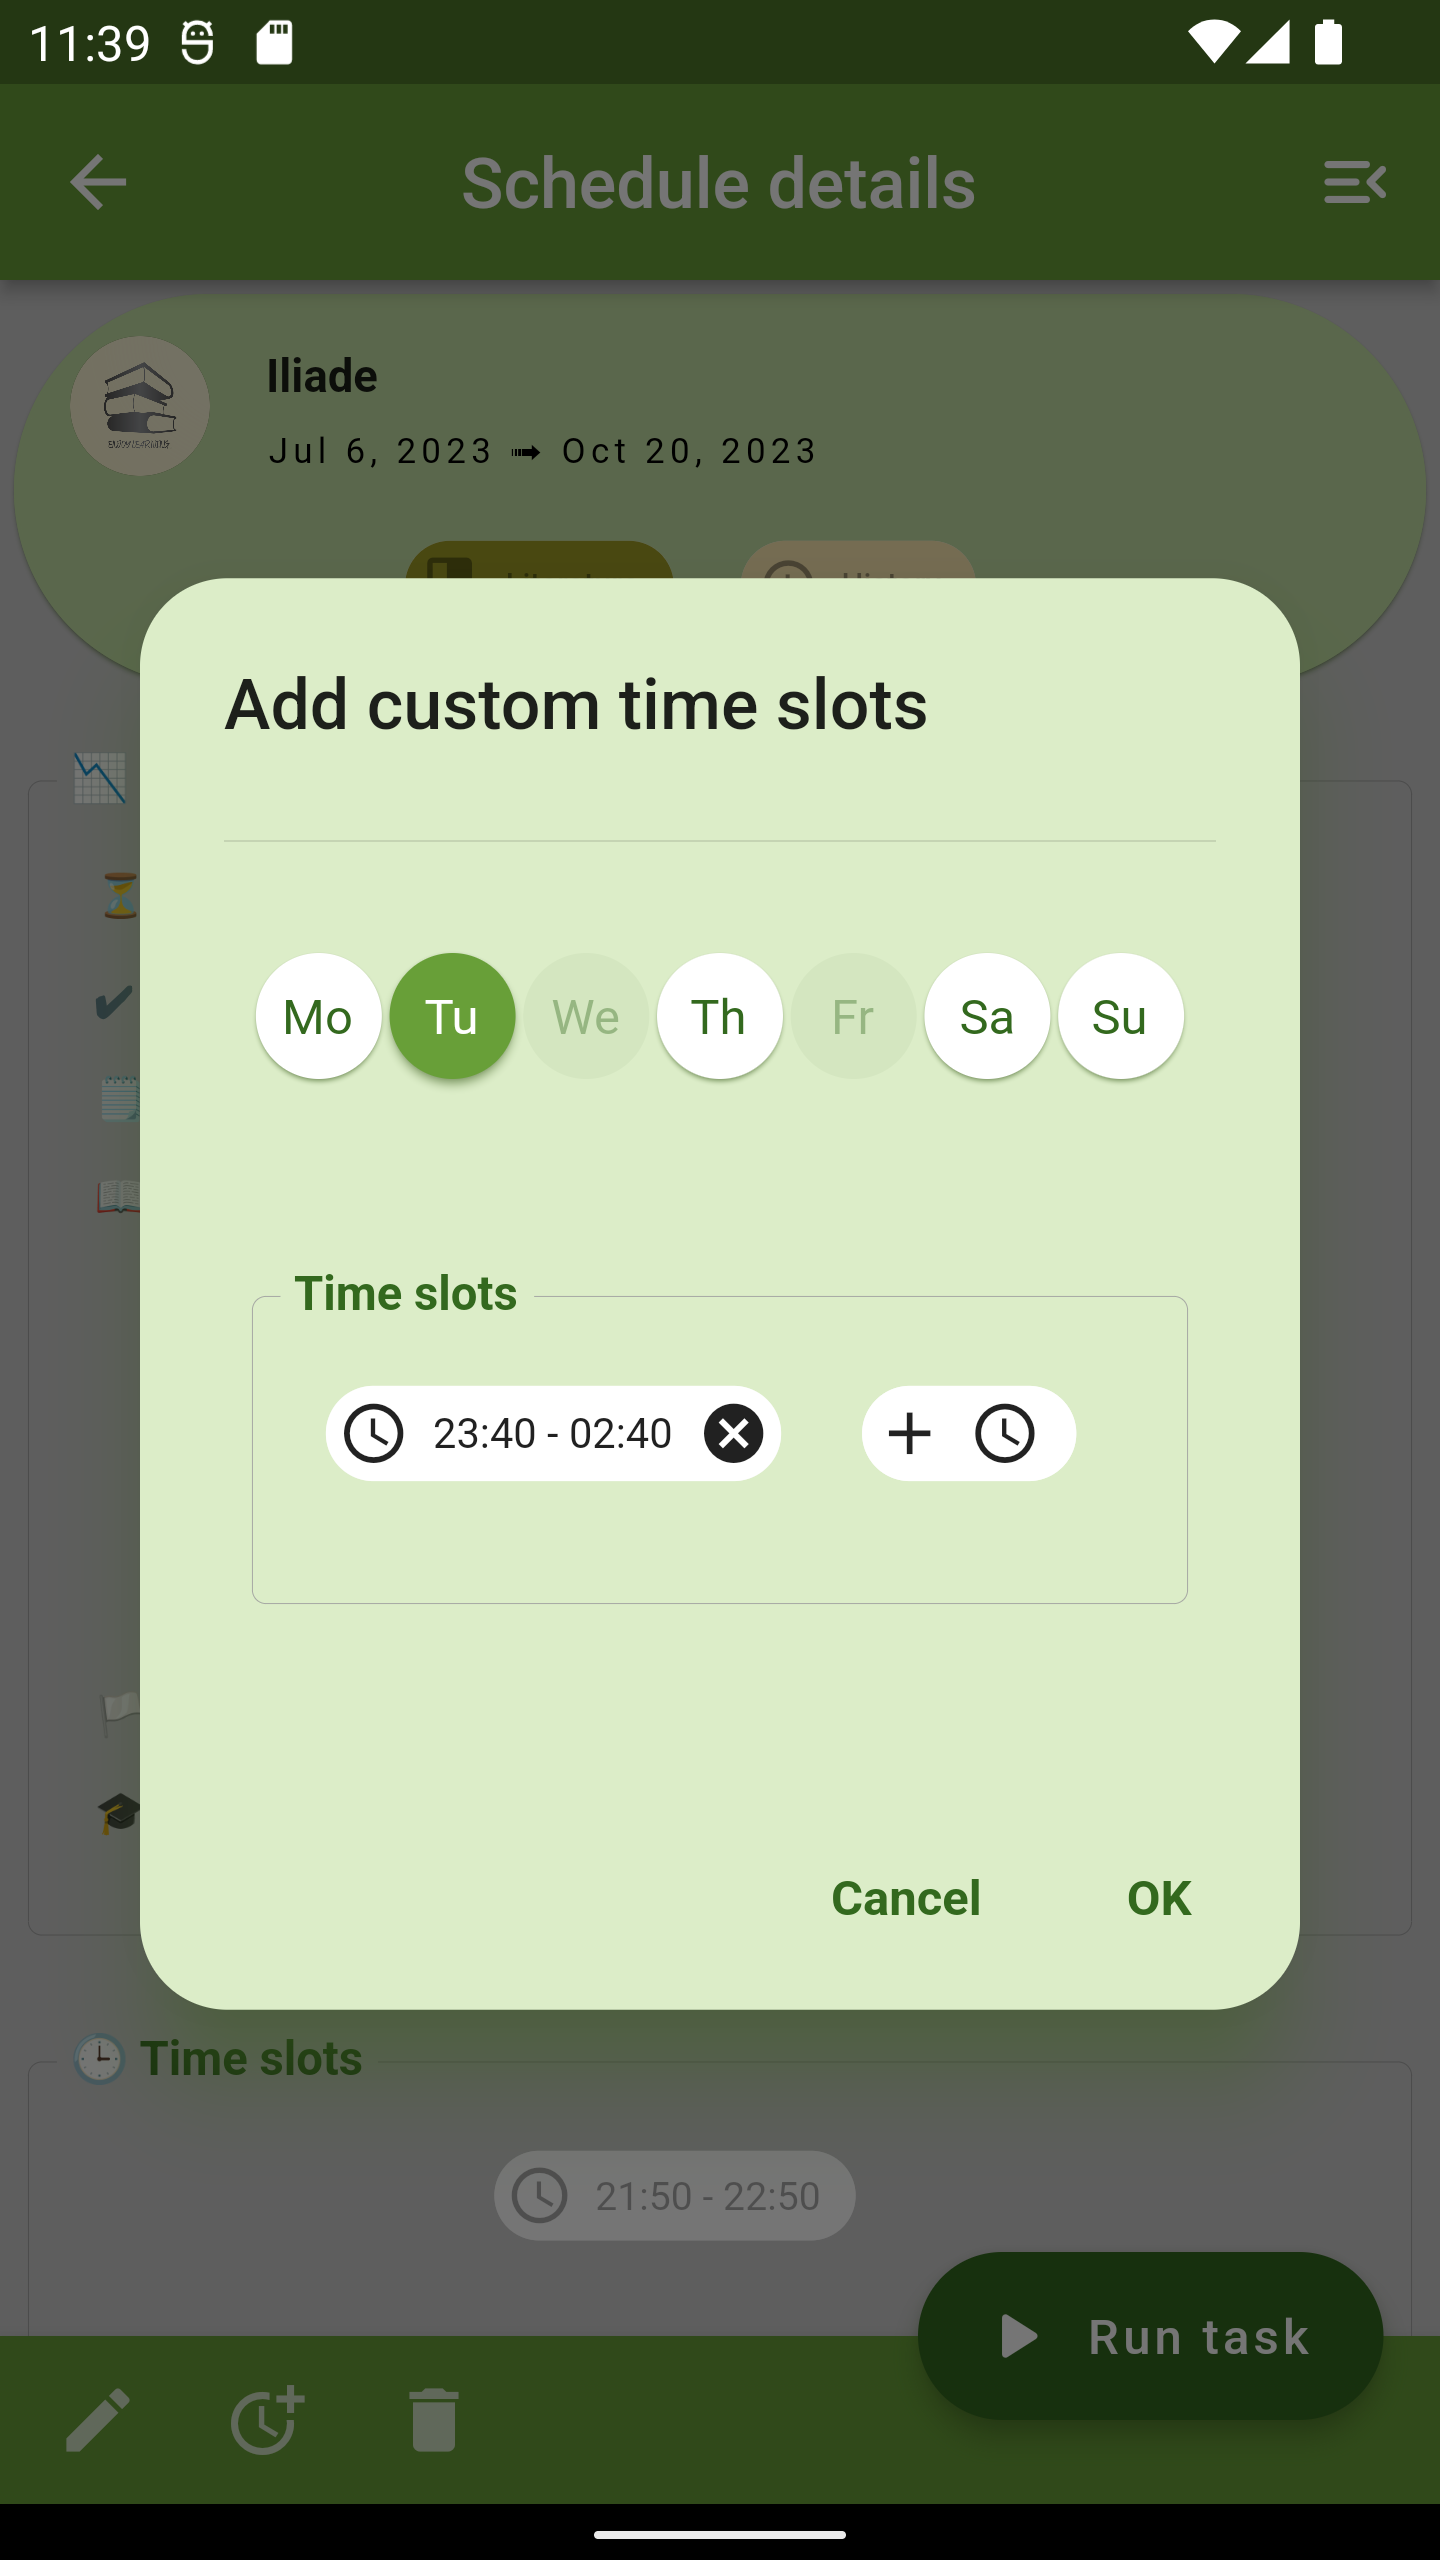 11:39
Schedule details
Iliade
Jul 6, 2023 ➟ Oct 20, 2023
Add custom time slots
Mo Tu We Th Fr Sa Su
Time slots
23:40 - 02:40
Cancel OK
Time slots
21:50 - 22:50
Run task